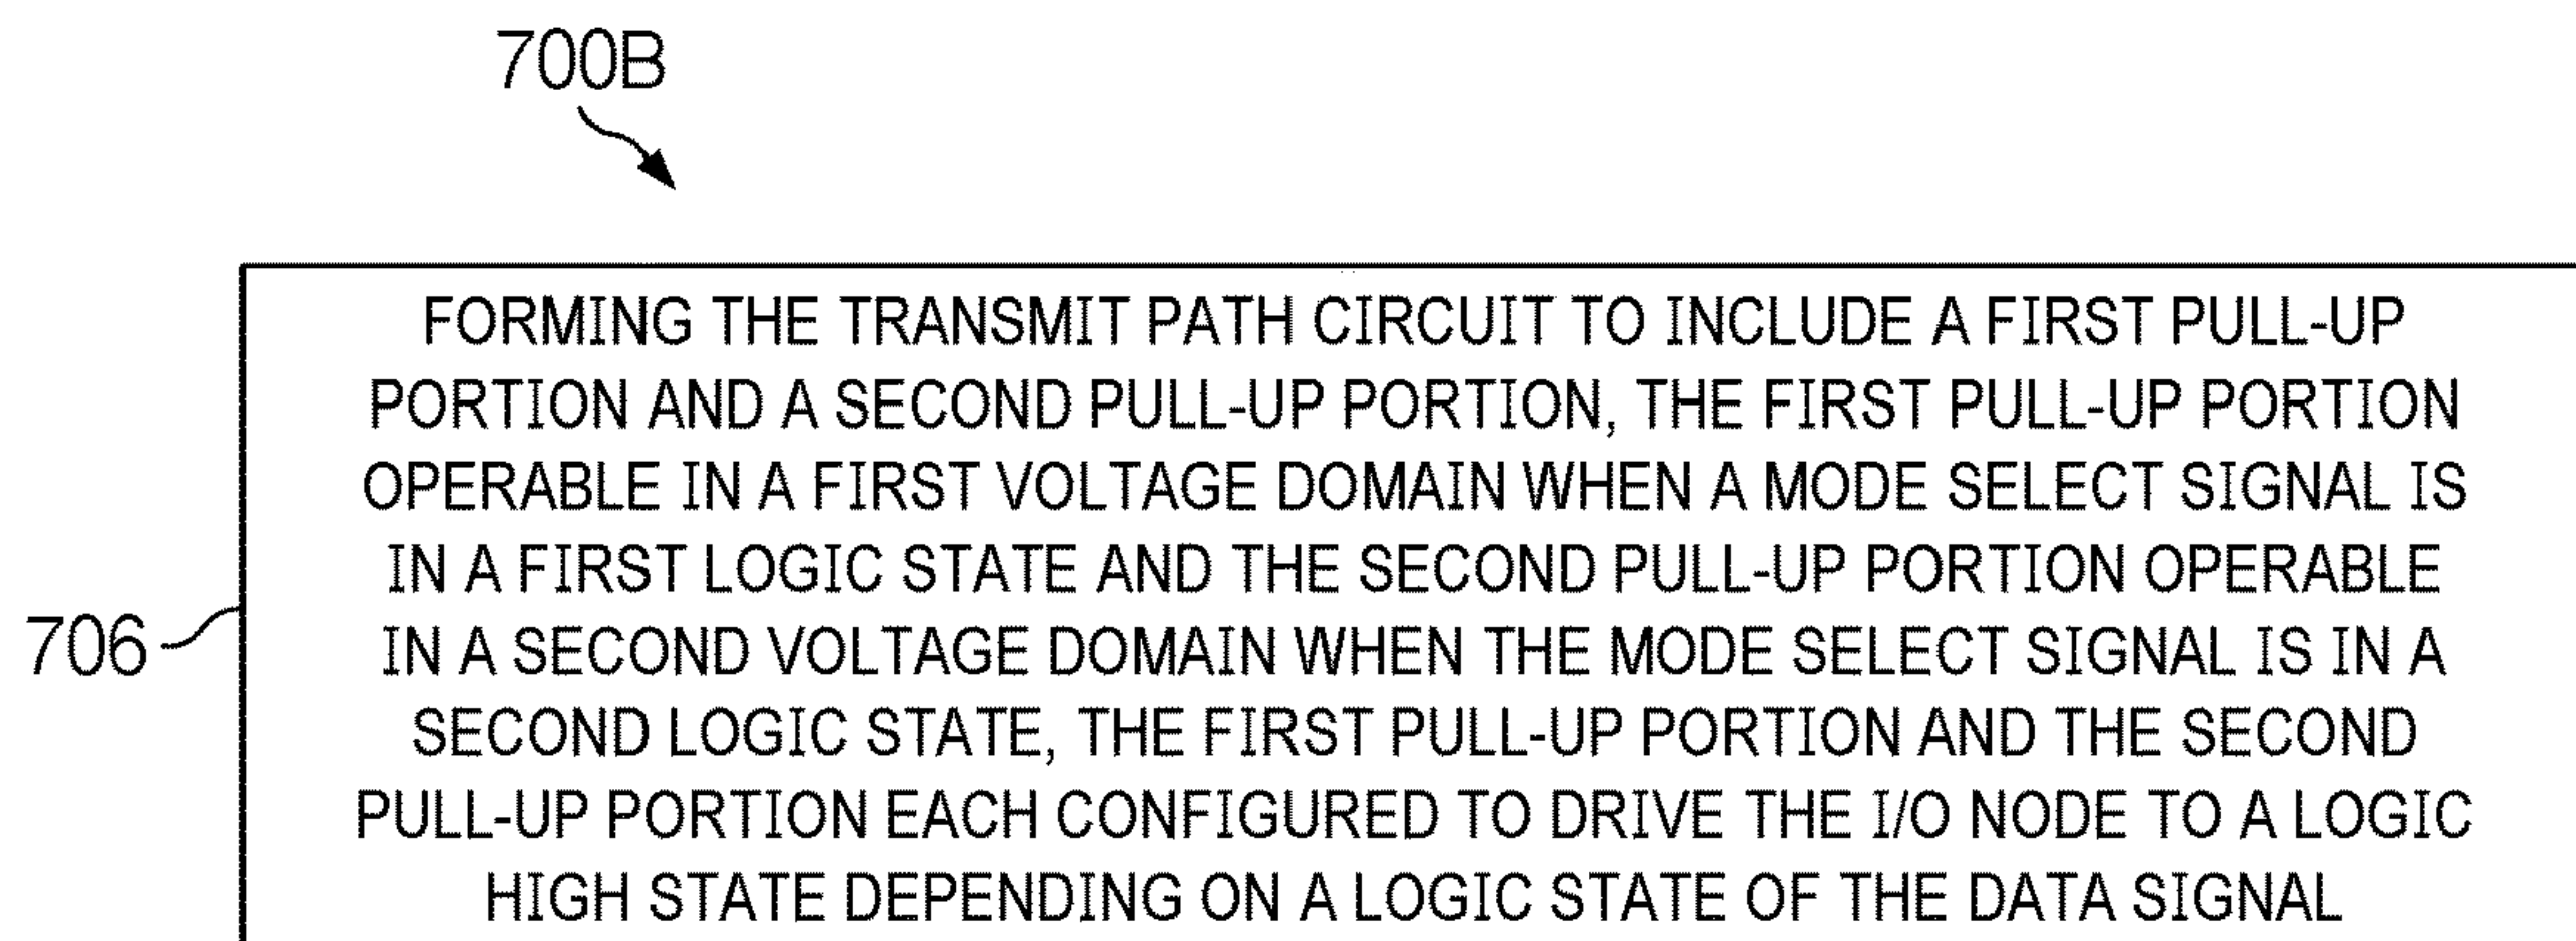 700B
FORMING THE TRANSMIT PATH CIRCUIT TO INCLUDE A FIRST PULL-UP
PORTION AND A SECOND PULL-UP PORTION, THE FIRST PULL-UP PORTION
OPERABLE IN A FIRST VOLTAGE DOMAIN WHEN A MODE SELECT SIGNAL IS
IN A FIRST LOGIC STATE AND THE SECOND PULL-UP PORTION OPERABLE
IN A SECOND VOLTAGE DOMAIN WHEN THE MODE SELECT SIGNAL IS IN A
SECOND LOGIC STATE, THE FIRST PULL-UP PORTION AND THE SECOND
PULL-UP PORTION EACH CONFIGURED TO DRIVE THE I/O NODE TO A LOGIC
HIGH STATE DEPENDING ON A LOGIC STATE OF THE DATA SIGNAL
706